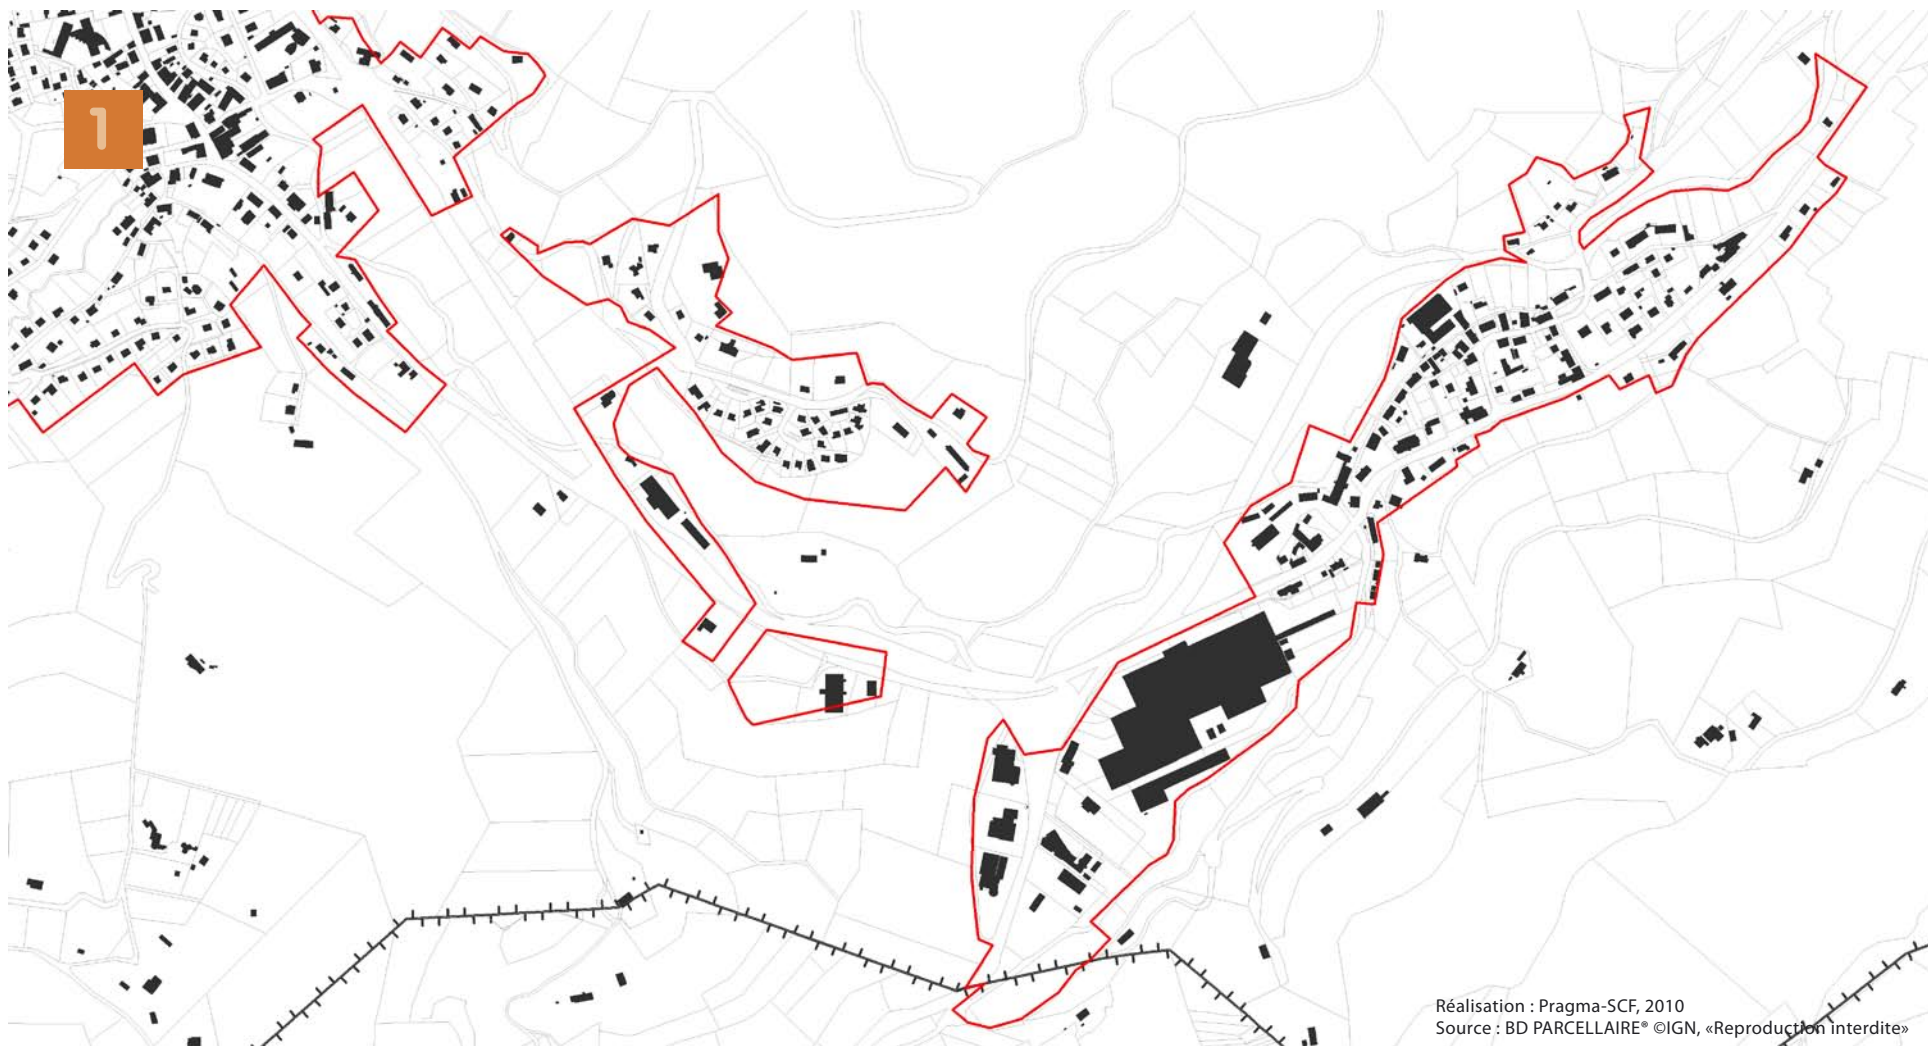 1
Réalisation : Pragma-SCF, 2010
Source : BD PARCELLAIRE® ©IGN, «Reproduction interdite»